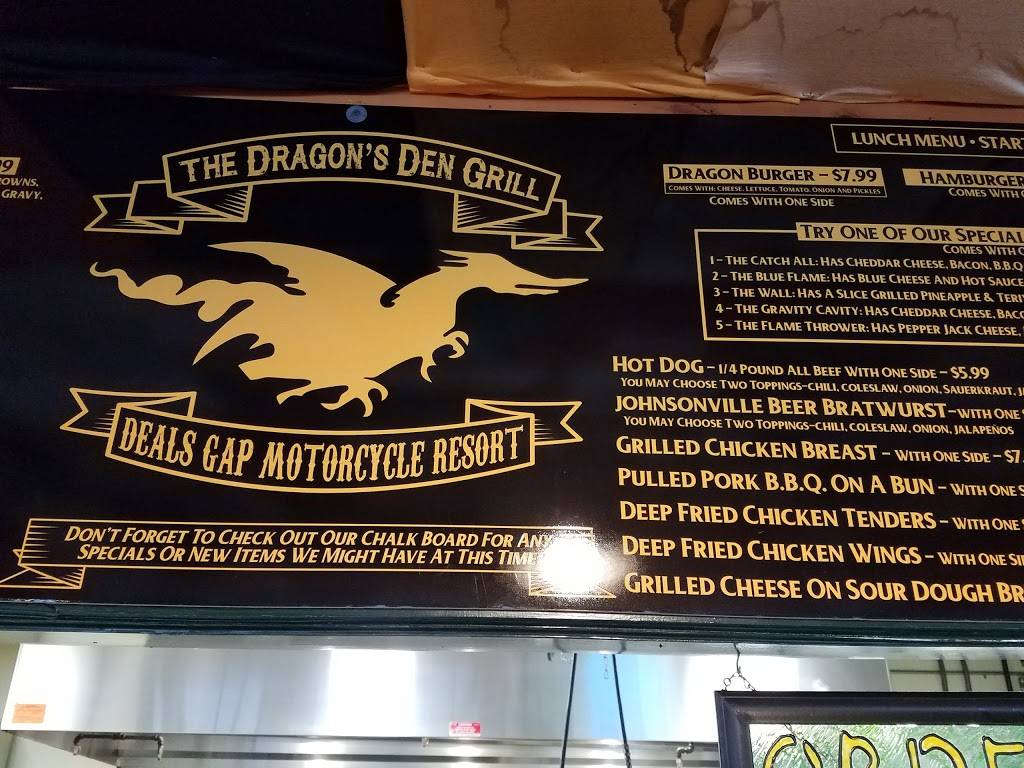 THE DRAGON'S DEN GRILL
DEALS GAP MOTORCYCLE RESORT
DON'T FORGET TO CHECK OUT OUR CHALK BOARD FOR ANY
SPECIALS OR NEW ITEMS WE MIGHT HAVE AT THIS TIME
GRAVY.
LUNCH MENU • START
DRAGON BURGER – $7.99
COMES WITH: CHEESE, LETTUCE, TOMATO, ONION AND PICKLES
COMES WITH ONE SIDE
HAMBURGER
COMES WITH
TRY ONE OF OUR SPECIAL
COMES WITH
1 – THE CATCH ALL: HAS CHEDDAR CHEESE, BACON, B.B.Q.
2 – THE BLUE FLAME: HAS BLUE CHEESE AND HOT SAUCE
3 – THE WALL: HAS A SLICE GRILLED PINEAPPLE &
4 – THE GRAVITY CAVITY: HAS CHEDDAR CHEESE,
5 – THE FLAME THROWER: HAS PEPPER JACK CHEESE,
HOT DOG – 1/4 POUND ALL BEEF WITH ONE SIDE – $5.99
YOU MAY CHOOSE TWO TOPPINGS–CHILI, COLESLAW, ONION, SAUERKRAUT,
JOHNSONVILLE BEER BRATWURST – WITH ONE
YOU MAY CHOOSE TWO TOPPINGS–CHILI, COLESLAW, ONION, JALAPEÑOS
GRILLED CHICKEN BREAST – WITH ONE SIDE – $7.
PULLED PORK B.B.Q. ON A BUN – WITH ONE
DEEP FRIED CHICKEN TENDERS – WITH ONE
DEEP FRIED CHICKEN WINGS – WITH ONE
GRILLED CHEESE ON SOUR DOUGH